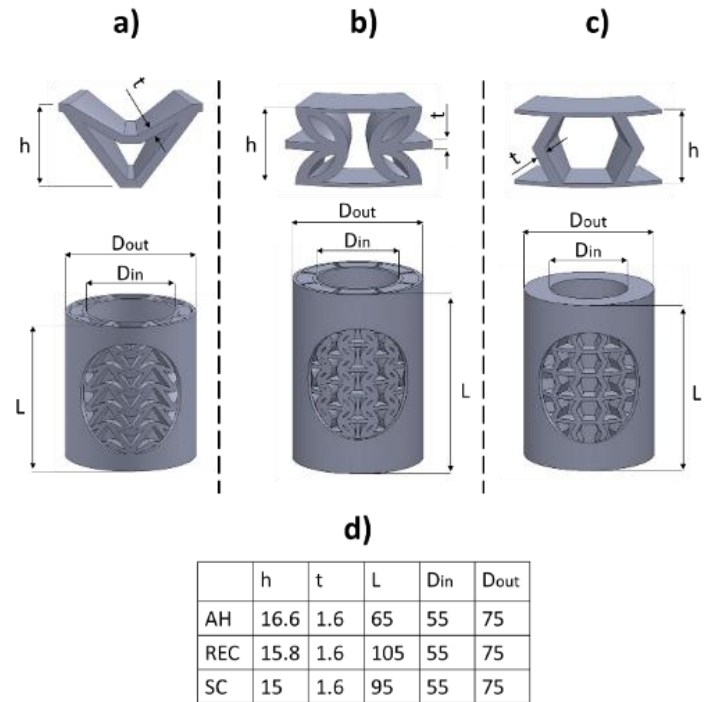 a)
b)
c)
h
t
h
t
t
h
Dout
Din
L
Dout
Din
L
Dout
Din
L
d)
h t L Din Dout
AH 16.6 1.6 65 55 75
REC 15.8 1.6 105 55 75
SC 15 1.6 95 55 75